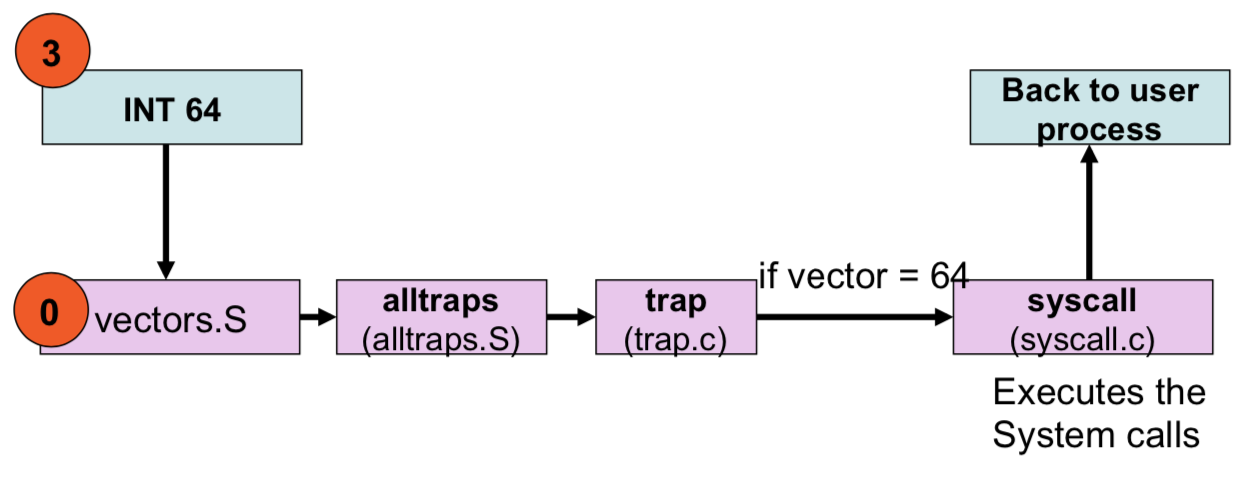 3
INT 64
Back to user
process
0
vectors.S
alltraps
(alltraps.S)
trap
(trap.c)
if vector = 64
syscall
(syscall.c)
Executes the
System calls